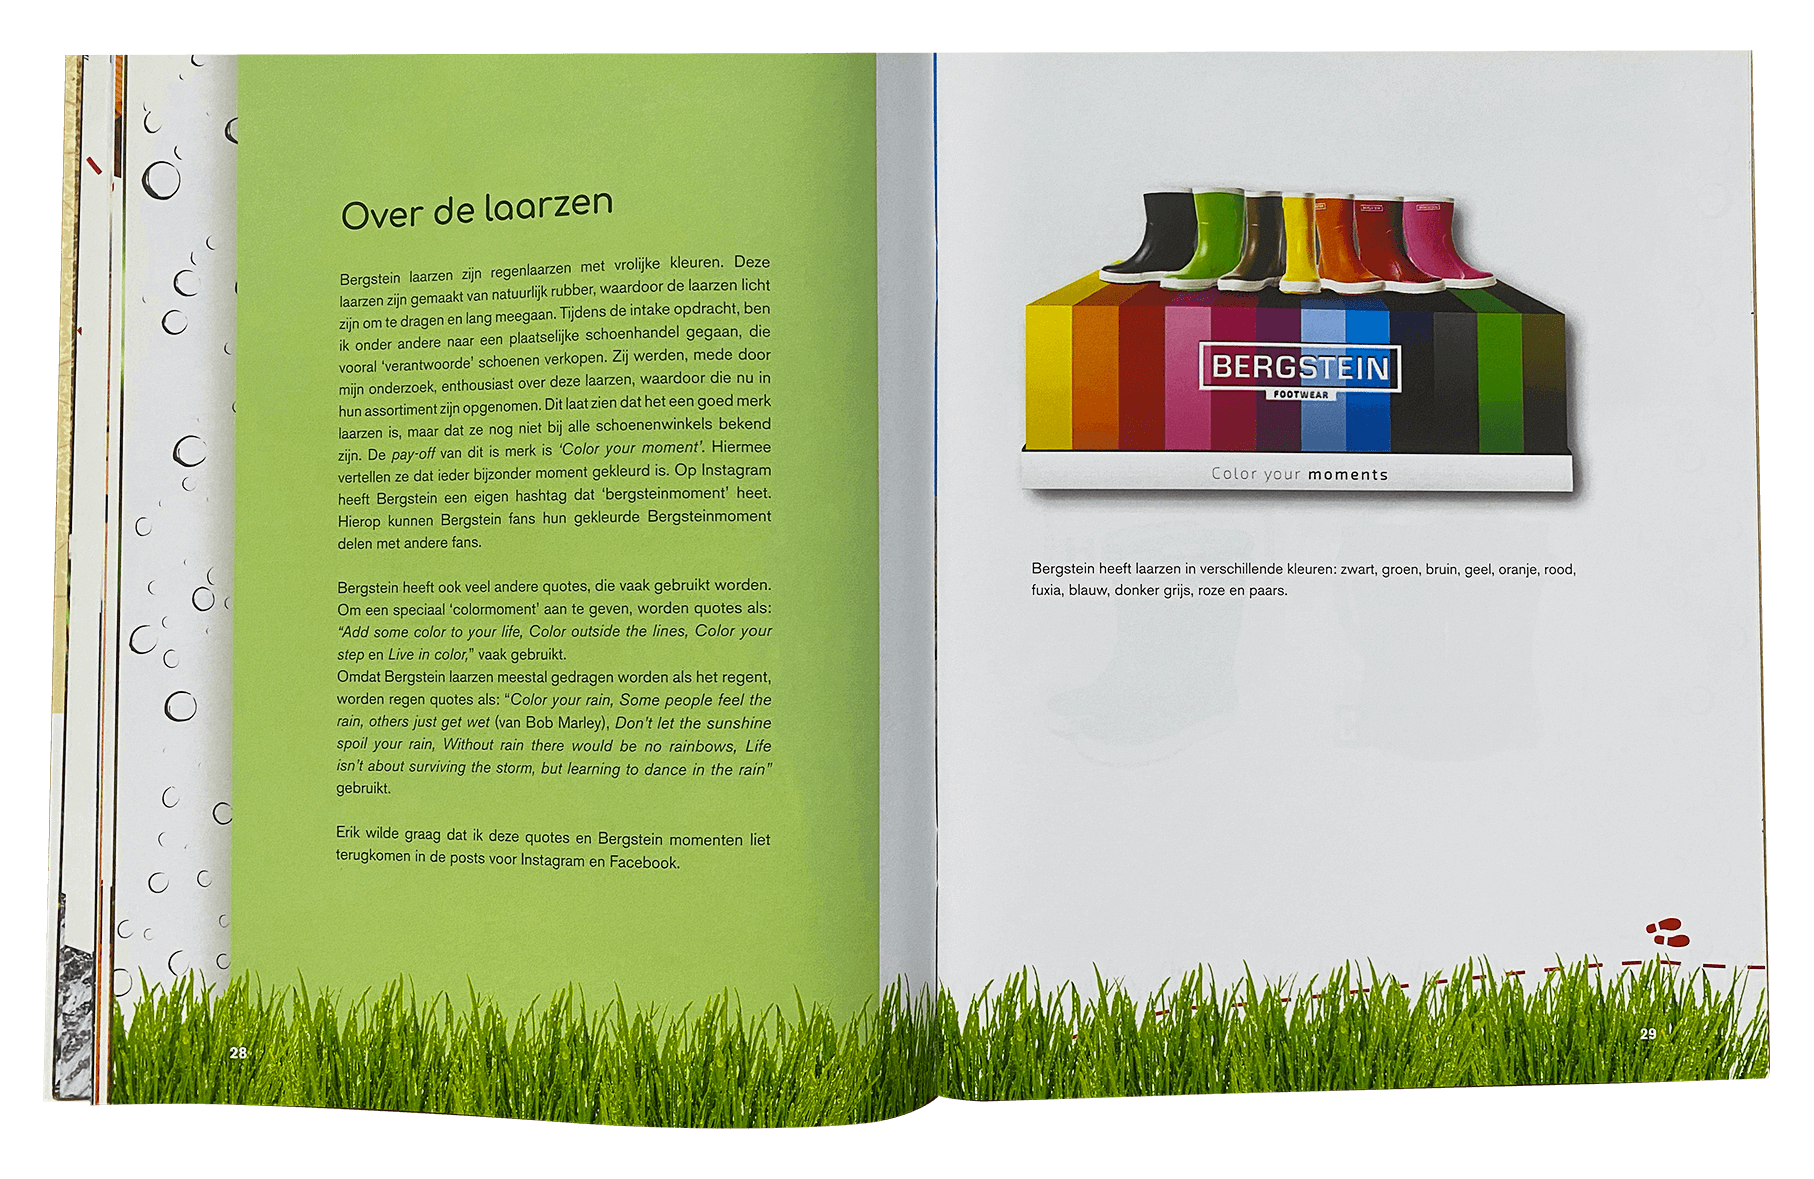 Over de laarzen
Bergstein laarzen zijn regenlaarzen met vrolijke kleuren. Deze
laarzen zijn gemaakt van natuurlijk rubber, waardoor de laarzen licht
zijn om te dragen en lang meegaan. Tijdens de intake opdracht, ben
ik onder andere naar een plaatselijke schoenhandel gegaan, die
vooral ‘verantwoorde’ schoenen verkopen. Zij werden, mede door
mijn onderzoek, enthousiast over deze laarzen, waardoor die nu in
hun assortiment zijn opgenomen. Dit laat zien dat het een goed merk
laarzen is, maar dat ze nog niet bij alle schoenenwinkels bekend
zijn. De pay-off van dit is merk is ‘Color your moment’. Hiermee
vertellen ze dat ieder bijzonder moment gekleurd is. Op Instagram
heeft Bergstein een eigen hashtag dat ‘bergsteinmoment’ heet.
Hierop kunnen Bergstein fans hun gekleurde Bergsteinmoment
delen met andere fans.
Bergstein heeft ook veel andere quotes, die vaak gebruikt worden.
Om een speciaal ‘colormoment’ aan te geven, worden quotes als:
“Add some color to your life, Color outside the lines, Color your
step en Live in color,” vaak gebruikt.
Omdat Bergstein laarzen meestal gedragen worden als het regent,
worden regen quotes als: “Color your rain, Some people feel the
rain, others just get wet (van Bob Marley), Don’t let the sunshine
spoil your rain, Without rain there would be no rainbows, Life
isn’t about surviving the storm, but learning to dance in the rain”
gebruikt.
Erik wilde graag dat ik deze quotes en Bergstein momenten liet
terugkomen in de posts voor Instagram en Facebook.
28
BERGSTEIN
FOOTWEAR
Color your moments
Bergstein heeft laarzen in verschillende kleuren: zwart, groen, bruin, geel, oranje, rood,
fuxia, blauw, donker grijs, roze en paars.
29